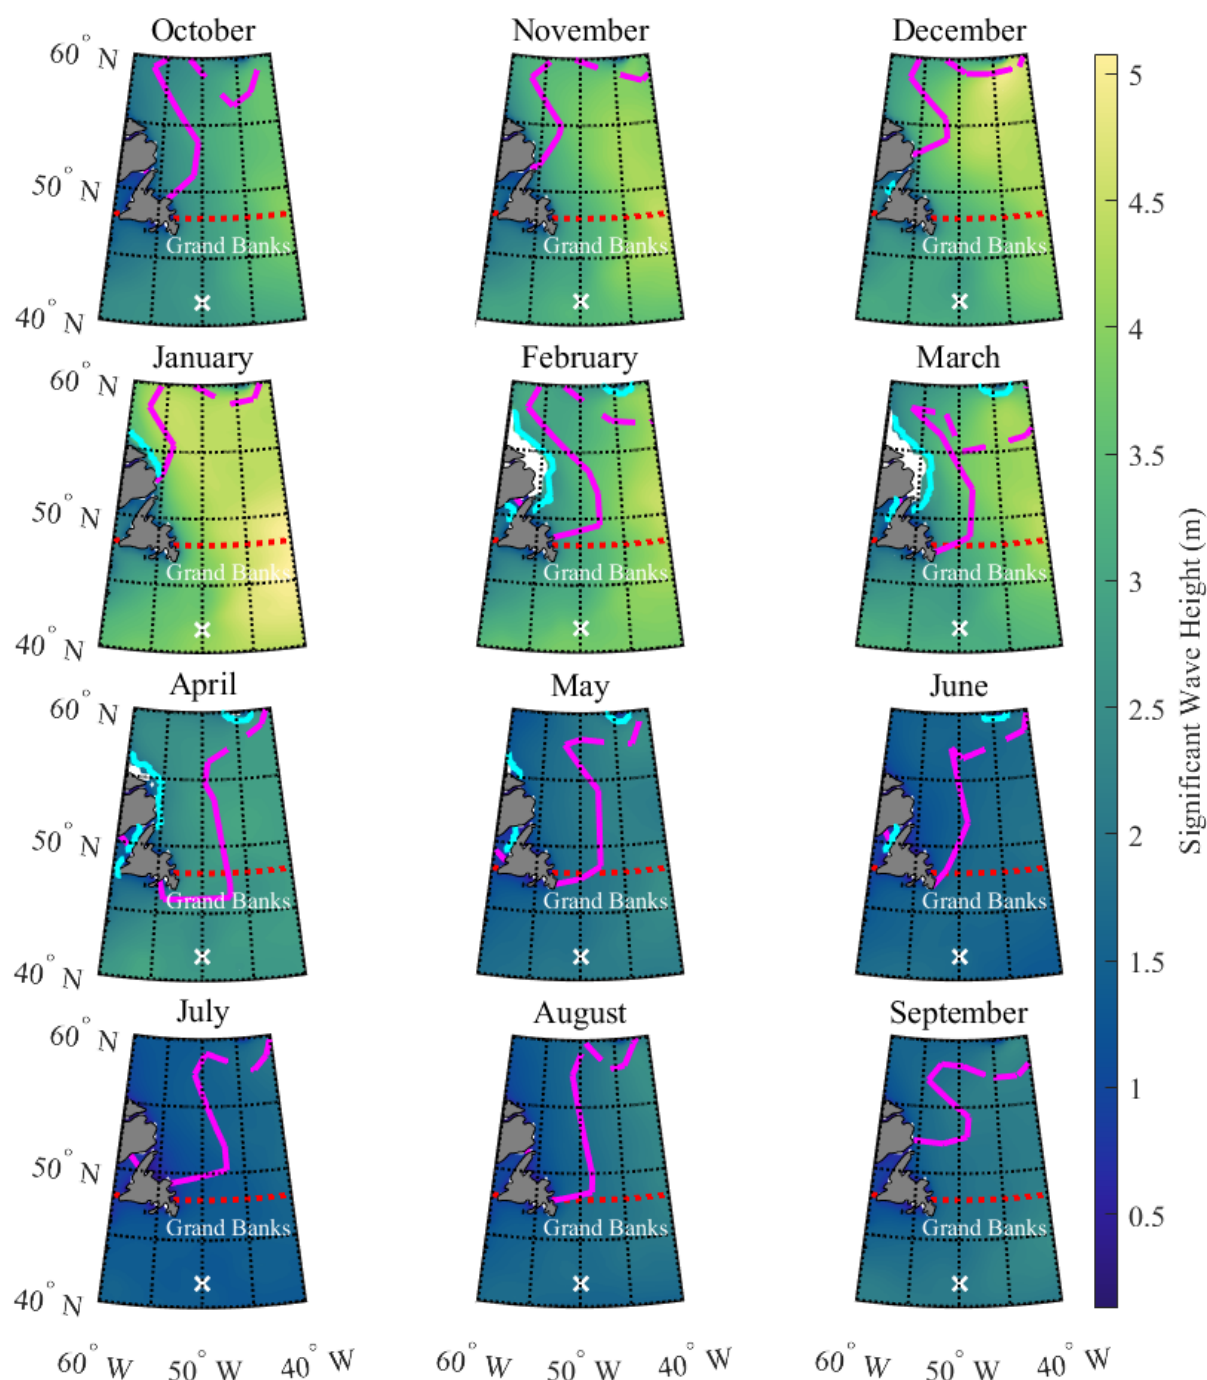 October
November
December
60° N
50° N
40° N
Grand Banks
Grand Banks
Grand Banks
January
February
March
60° N
50° N
40° N
Grand Banks
Grand Banks
Grand Banks
April
May
June
60° N
50° N
40° N
Grand Banks
Grand Banks
Grand Banks
July
August
September
60° N
50° N
40° N
Grand Banks
Grand Banks
Grand Banks
60° W
50° W
40° W
60° W
50° W
40° W
60° W
50° W
40° W
5
4.5
4
3.5
3
2.5
2
1.5
1
0.5
Significant Wave Height (m)